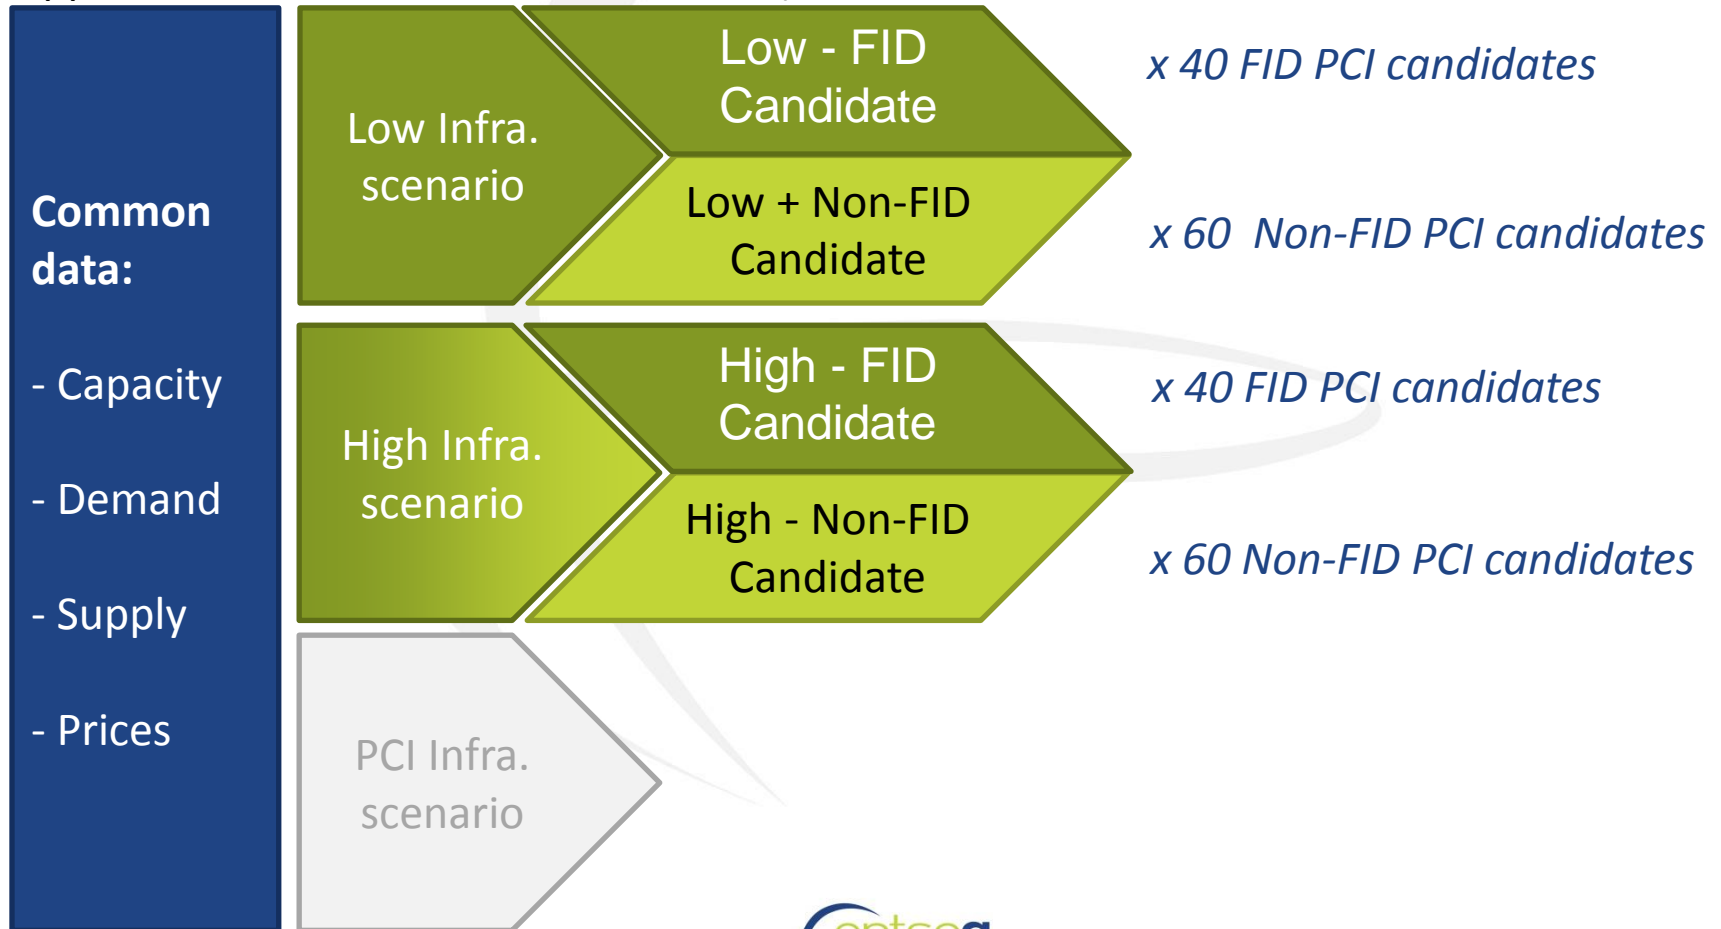 Common
data:
- Capacity
- Demand
- Supply
- Prices
Low Infra.
scenario
Low - FID
Candidate
x 40 FID PCI candidates
Low + Non-FID
Candidate
x 60 Non-FID PCI candidates
High Infra.
scenario
High - FID
Candidate
x 40 FID PCI candidates
High - Non-FID
Candidate
x 60 Non-FID PCI candidates
PCI Infra.
scenario
entsog